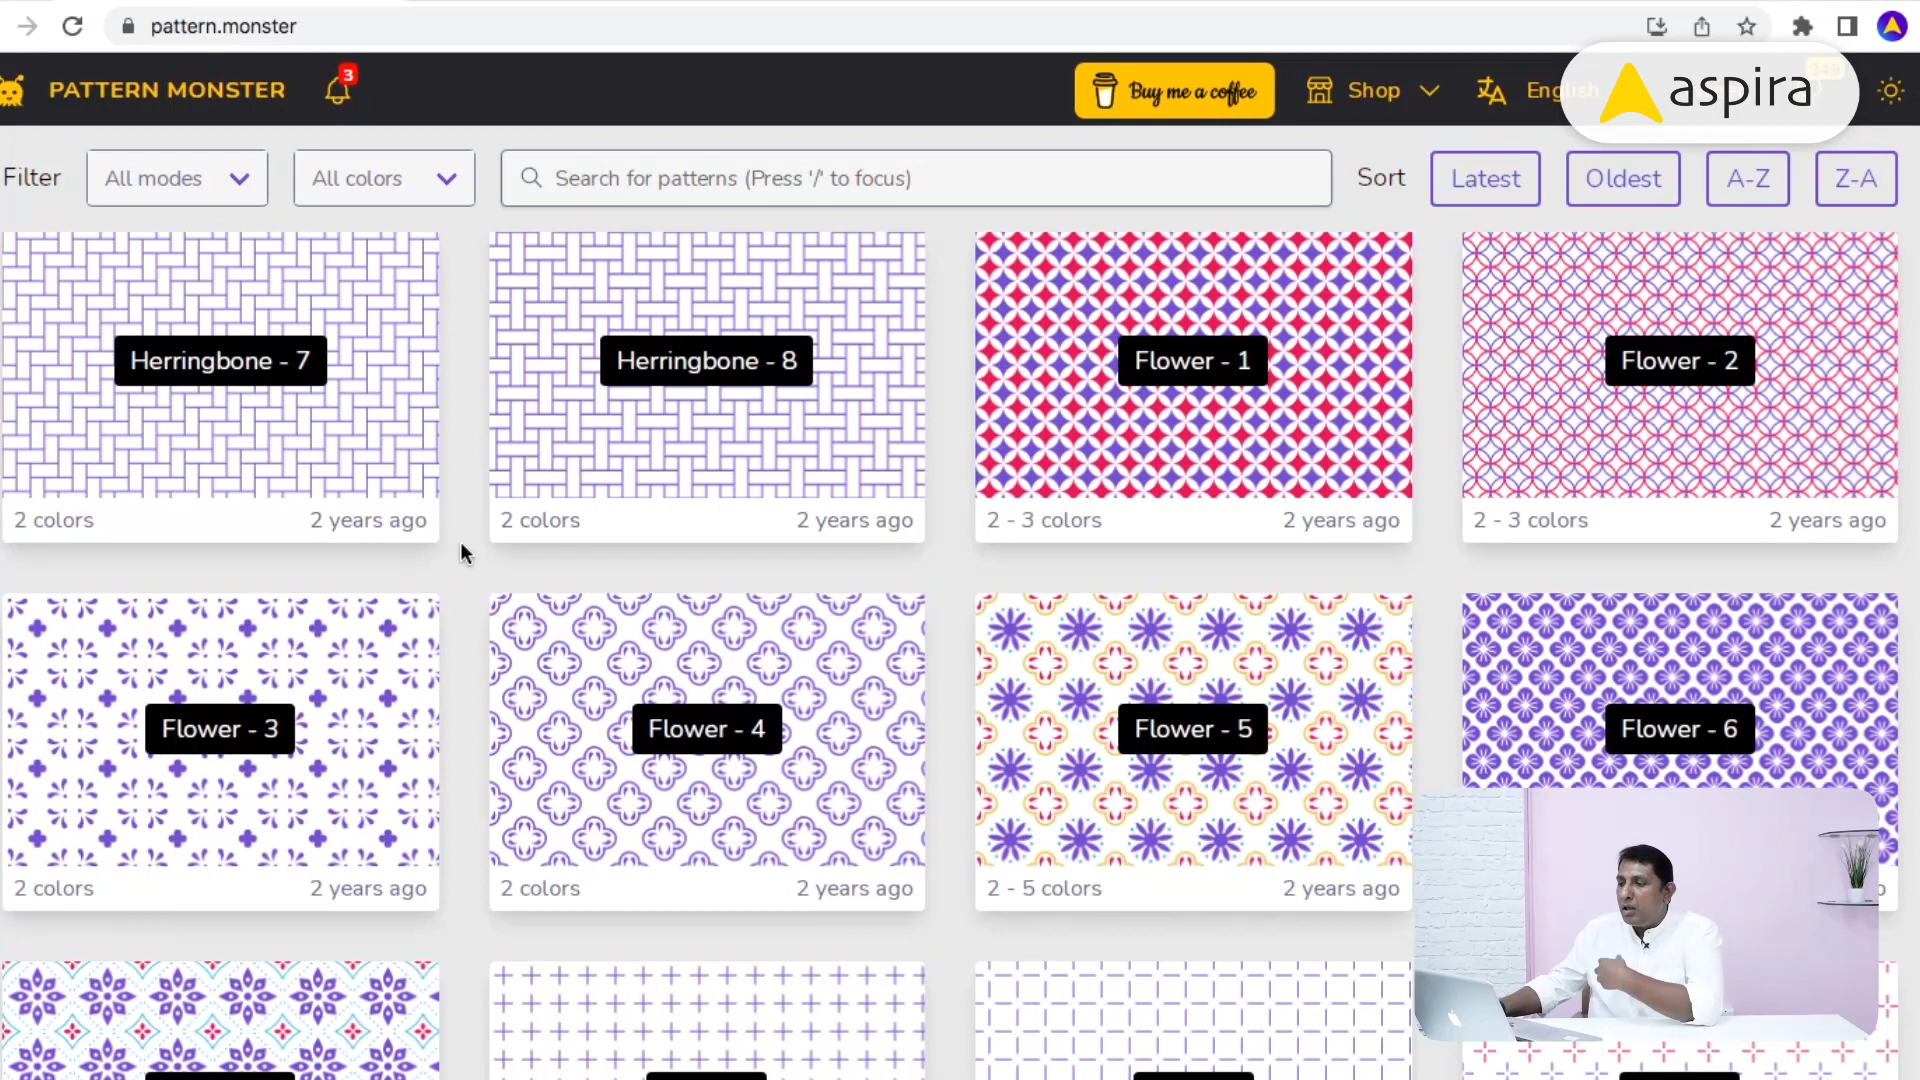 pattern.monster
PATTERN MONSTER
3
Buy me a coffee
Shop
English
aspira
Filter
All modes
All colors
Search for patterns (Press '/' to focus)
Sort
Latest
Oldest
A-Z
Z-A
Herringbone - 7
Herringbone - 8
Flower - 1
Flower - 2
2 colors
2 years ago
2 colors
2 years ago
2 - 3 colors
2 years ago
2 - 3 colors
2 years ago
Flower - 3
Flower - 4
Flower - 5
Flower - 6
2 colors
2 years ago
2 colors
2 years ago
2 - 5 colors
2 years ago